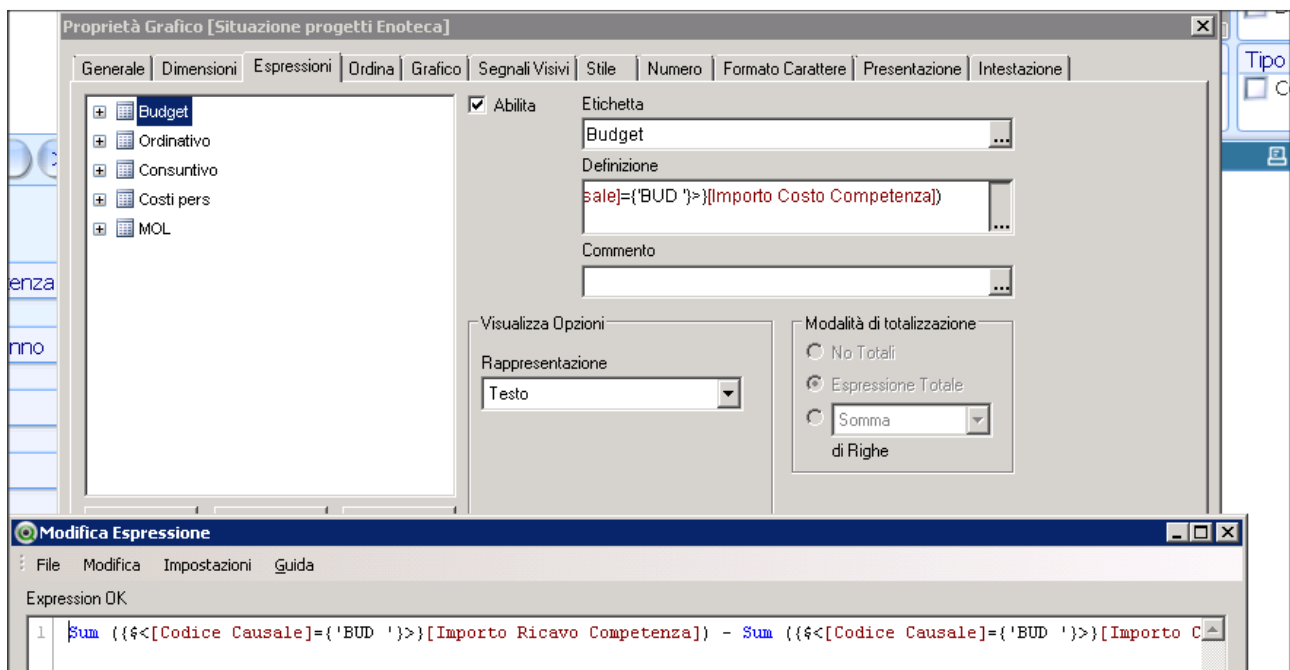 Proprietà Grafico [Situazione progetti Enoteca]
Generale Dimensioni Espressioni Ordina Grafico Segnali Visivi Stile Numero Formato Carattere Presentazione Intestazione
Tipo
Budget
Ordinativo
Consuntivo
Costi pers
MOL
Abilita
Etichetta
Budget
...
Definizione
sale]={'BUD '}>}[Importo Costo Competenza])
...
Commento
...
enza
nno
Visualizza Opzioni
Rappresentazione
Testo
Modalità di totalizzazione
No Totali
Espressione Totale
Somma
di Righe
Modifica Espressione
File Modifica Impostazioni Guida
Expression OK
1 Sum ({$<[Codice Causale]={'BUD '}>}[Importo Ricavo Competenza]) - Sum ({$<[Codice Causale]={'BUD '}>}[Importo C